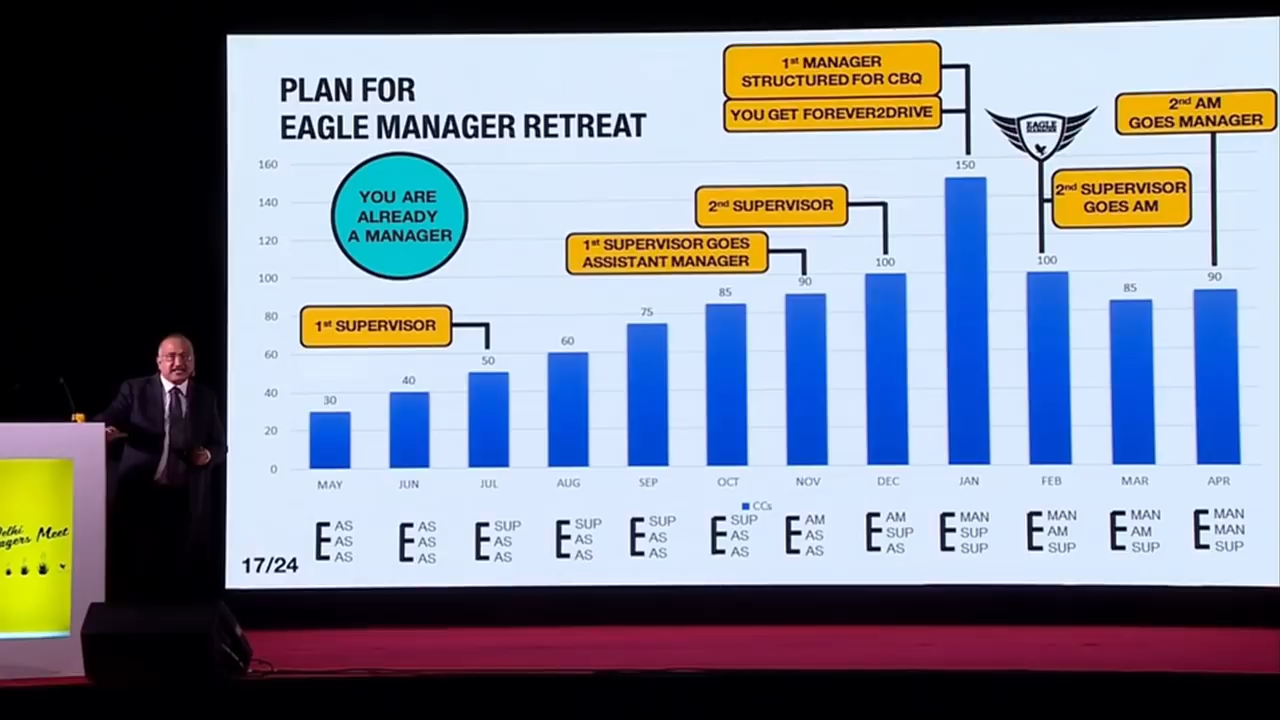 PLAN FOR
EAGLE MANAGER RETREAT
YOU ARE
ALREADY
A MANAGER
1st MANAGER
STRUCTURED FOR CBQ
YOU GET FOREVER2DRIVE
EAGLE
MANAGER
2nd AM
GOES MANAGER
2nd SUPERVISOR
GOES AM
2nd SUPERVISOR
1st SUPERVISOR GOES
ASSISTANT MANAGER
1st SUPERVISOR
160
140
120
100
80
60
40
20
0
30
40
50
60
75
85
90
100
150
100
85
90
MAY JUN JUL AUG SEP OCT NOV DEC JAN FEB MAR APR
CCs
E AS AS AS
E AS AS AS
E SUP AS AS
E SUP AS AS
E SUP AS AS
E SUP AS AS
E AM AS AS
E AM SUP AS
E MAN SUP SUP
E MAN AM SUP
E MAN AM SUP
E MAN MAN SUP
17/24
elhi
agers Meet